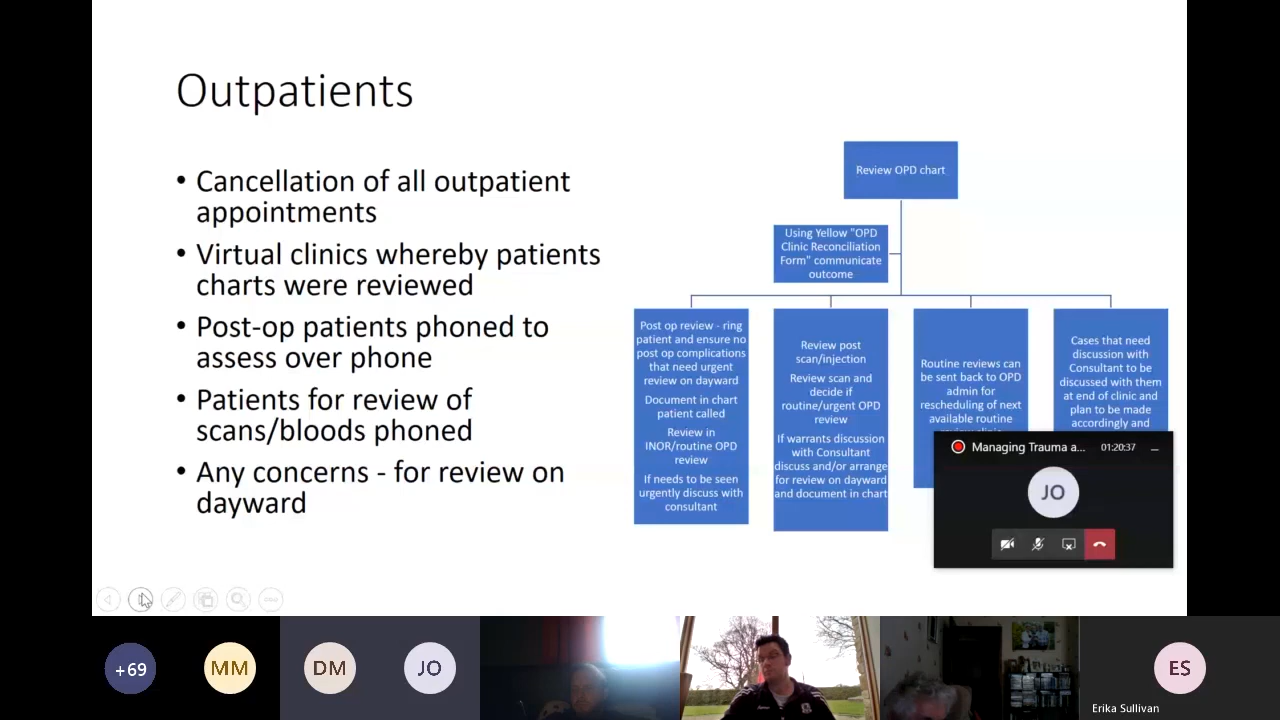 Outpatients
• Cancellation of all outpatient
appointments
• Virtual clinics whereby patients
charts were reviewed
• Post-op patients phoned to
assess over phone
• Patients for review of
scans/bloods phoned
• Any concerns - for review on
dayward
Review OPD chart
Using Yellow "OPD
Clinic Reconciliation
Form" communicate
outcome
Post op review - ring
patient and ensure no
post op complications
that need urgent
review on dayward
Document in chart
patient called
Review in
INOR/routine OPD
review
If needs to be seen
urgently discuss with
consultant
Review post
scan/injection
Review scan and
decide if
routine/urgent OPD
review
If warrants discussion
with Consultant
discuss and/or arrange
for review on dayward
and document in chart
Routine reviews can
be sent back to OPD
admin for
rescheduling of next
available routine
Cases that need
discussion with
Consultant to be
discussed with them
at end of clinic and
plan to be made
accordingly and
Managing Trauma a... 01:20:37
JO
+69
MM
DM
JO
ES
Erika Sullivan